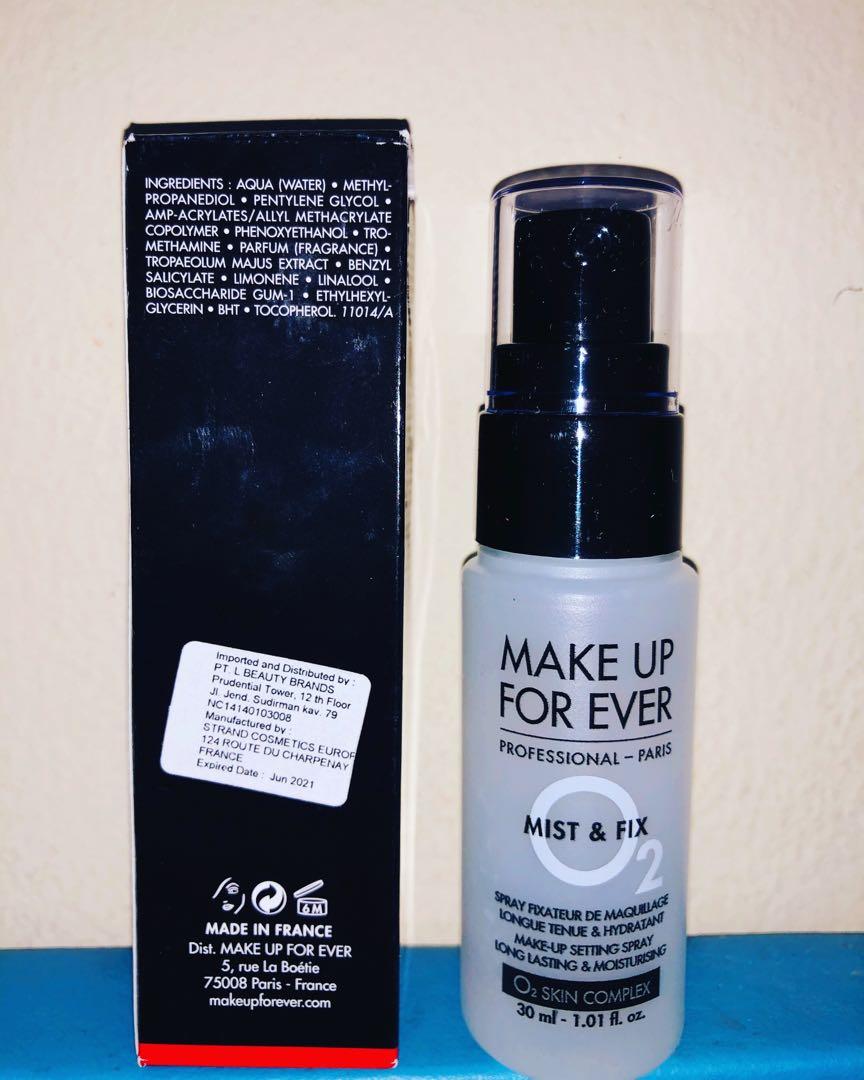 INGREDIENTS : AQUA (WATER) • METHYL-
PROPANEDIOL • PENTYLENE GLYCOL •
AMP-ACRYLATES/ALLYL METHACRYLATE
COPOLYMER • PHENOXYETHANOL • TRO-
METHAMINE • PARFUM (FRAGRANCE) •
TROPAEOLUM MAJUS EXTRACT • BENZYL
SALICYLATE • LIMONENE • LINALOOL •
BIOSACCHARIDE GUM-1 • ETHYLHEXYL-
GLYCERIN • BHT • TOCOPHEROL. 11014/A
Imported and Distributed by :
PT. L BEAUTY BRANDS
Prudential Tower, 12 th Floor
Jl. Jend. Sudirman kav. 79
NC14140103008
Manufactured by :
STRAND COSMETICS EUROP
124 ROUTE DU CHARPENAY
FRANCE
Expired Date : Jun 2021
6M
MADE IN FRANCE
Dist. MAKE UP FOR EVER
5, rue La Boétie
75008 Paris - France
makeupforever.com
MAKE UP
FOR EVER
PROFESSIONAL – PARIS
MIST & FIX
O2
SPRAY FIXATEUR DE MAQUILLAGE
LONGUE TENUE & HYDRATANT
MAKE-UP SETTING SPRAY
LONG LASTING & MOISTURISING
O2 SKIN COMPLEX
30 ml - 1.01 fl. oz.